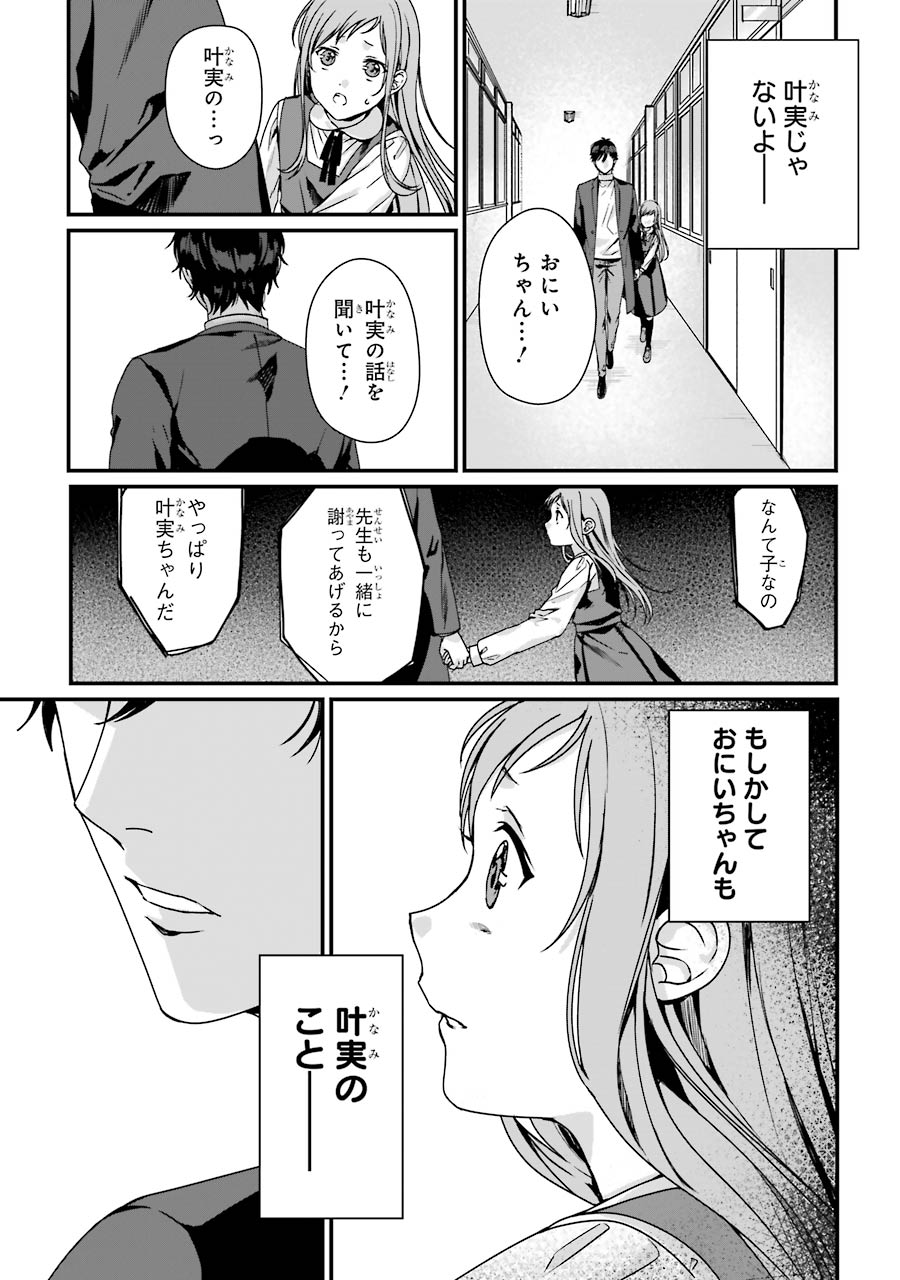 叶実じゃ
ないよ――
おにい
ちゃん…！
叶実の…っ
叶実の話を
聞いて…！
なんて子なの
先生も一緒に
謝ってあげるから
やっぱり
叶実ちゃんだ
もしかして
おにいちゃんも
叶実の
こと――